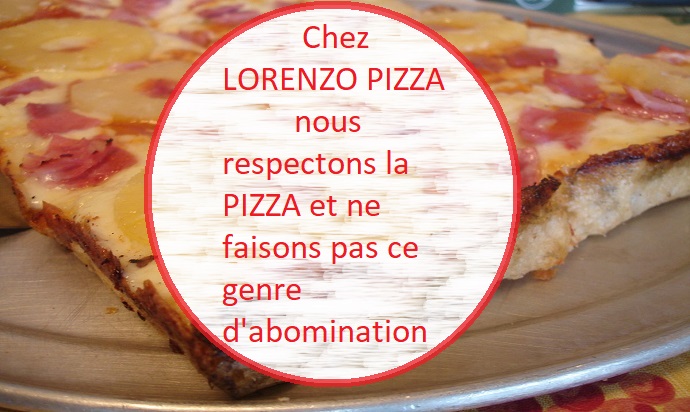 Chez
LORENZO PIZZA
nous
respectons la
PIZZA et ne
faisons pas ce
genre
d'abomination